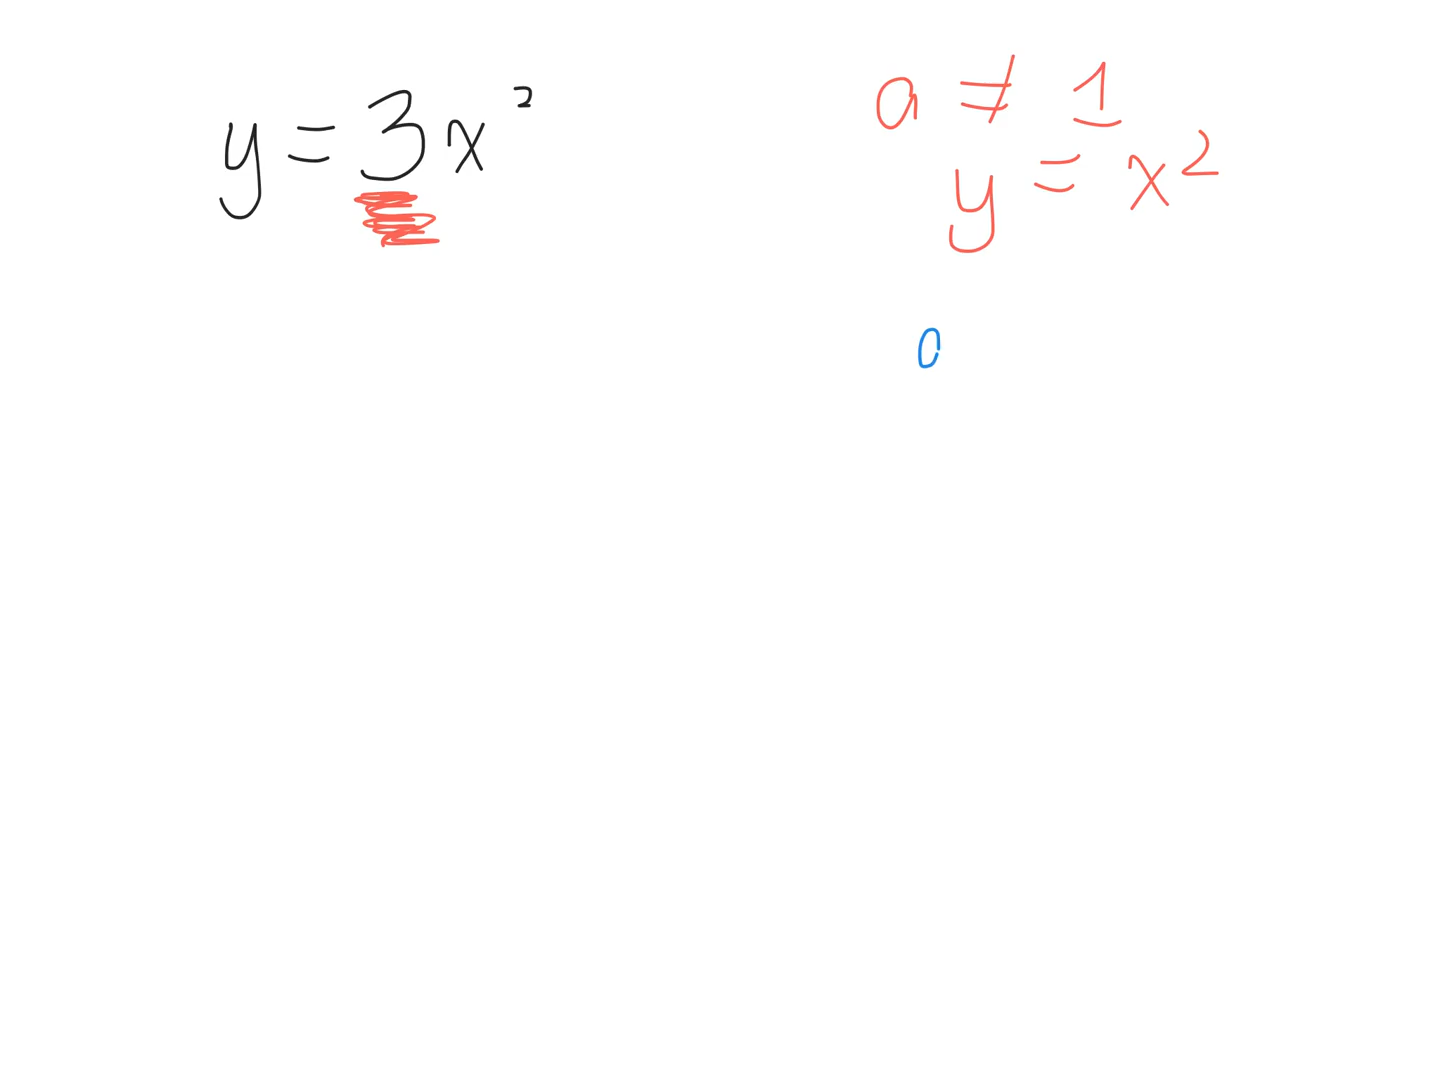 y = 3x²
a ≠ 1
y = x²
0